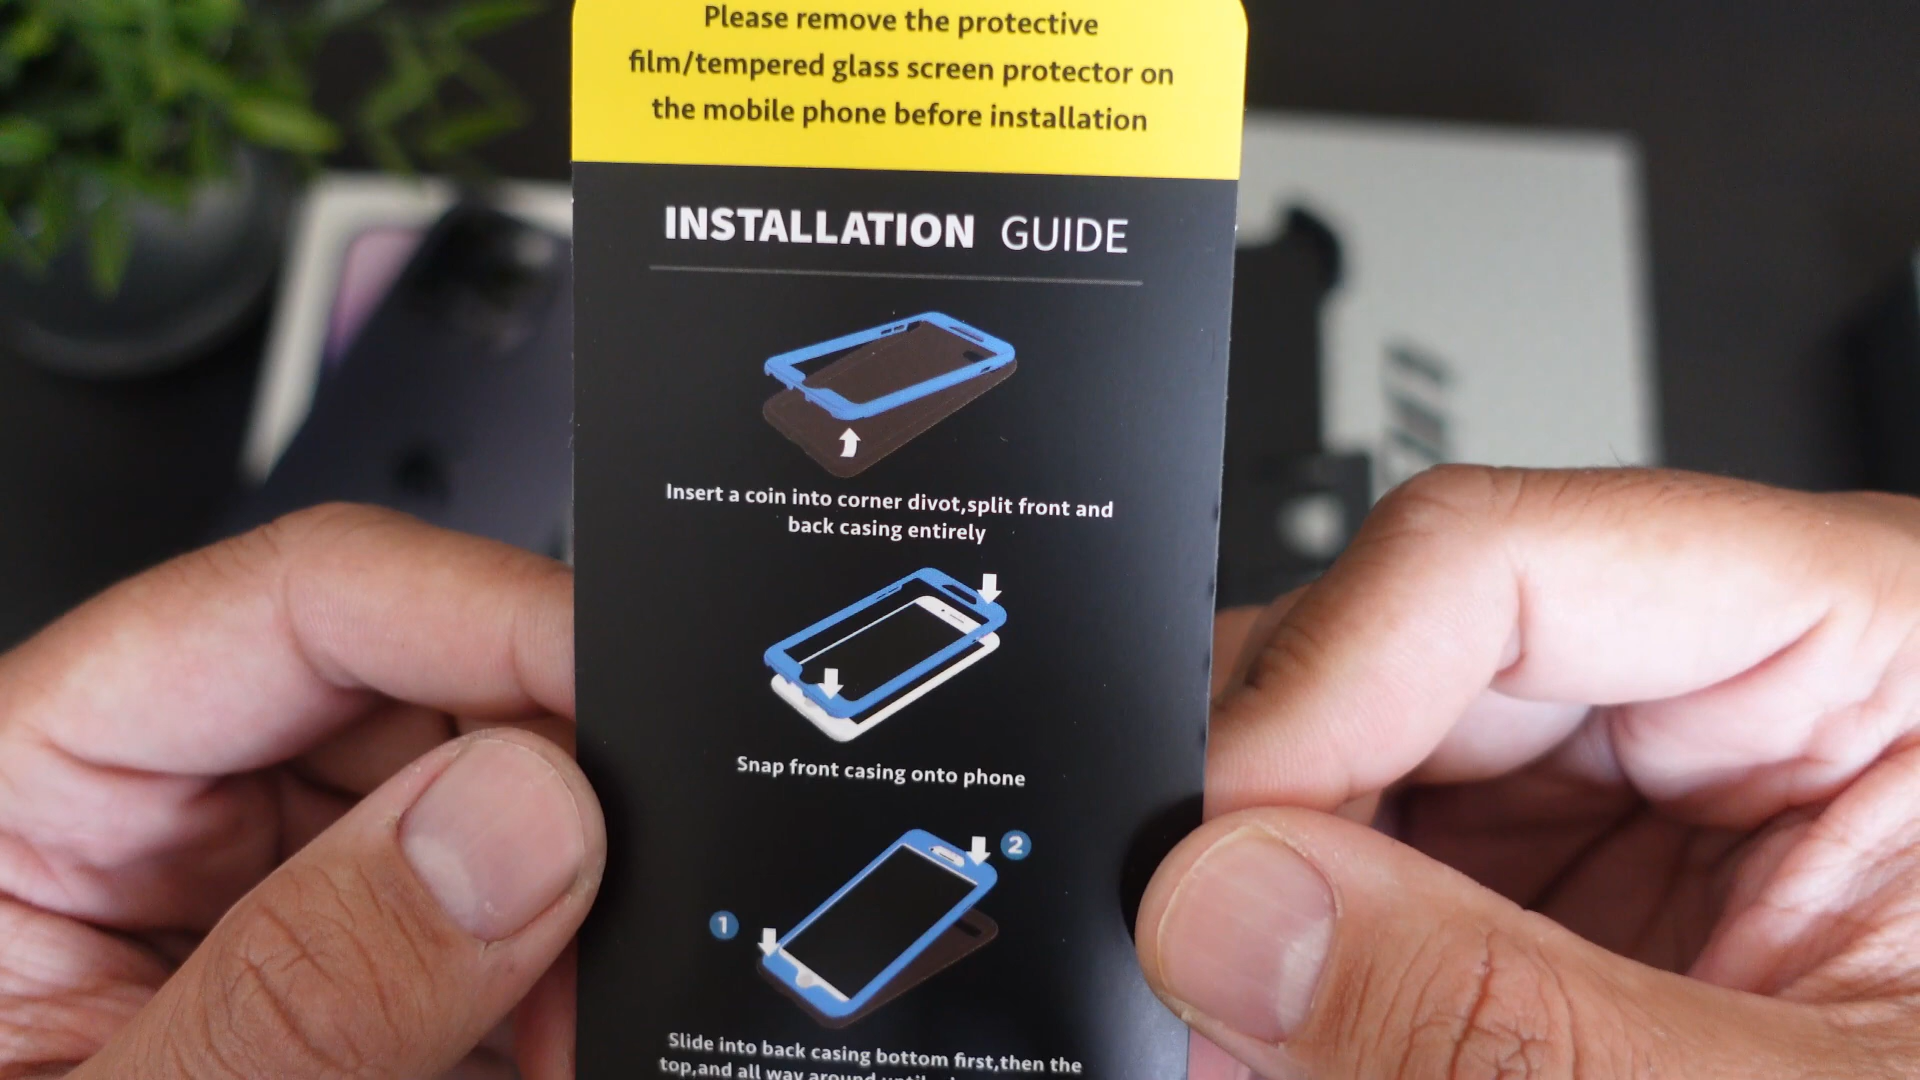 Please remove the protective
film/tempered glass screen protector on
the mobile phone before installation
INSTALLATION GUIDE
Insert a coin into corner divot,split front and
back casing entirely
Snap front casing onto phone
2
1
Slide into back casing bottom first,then the
top,and all way around